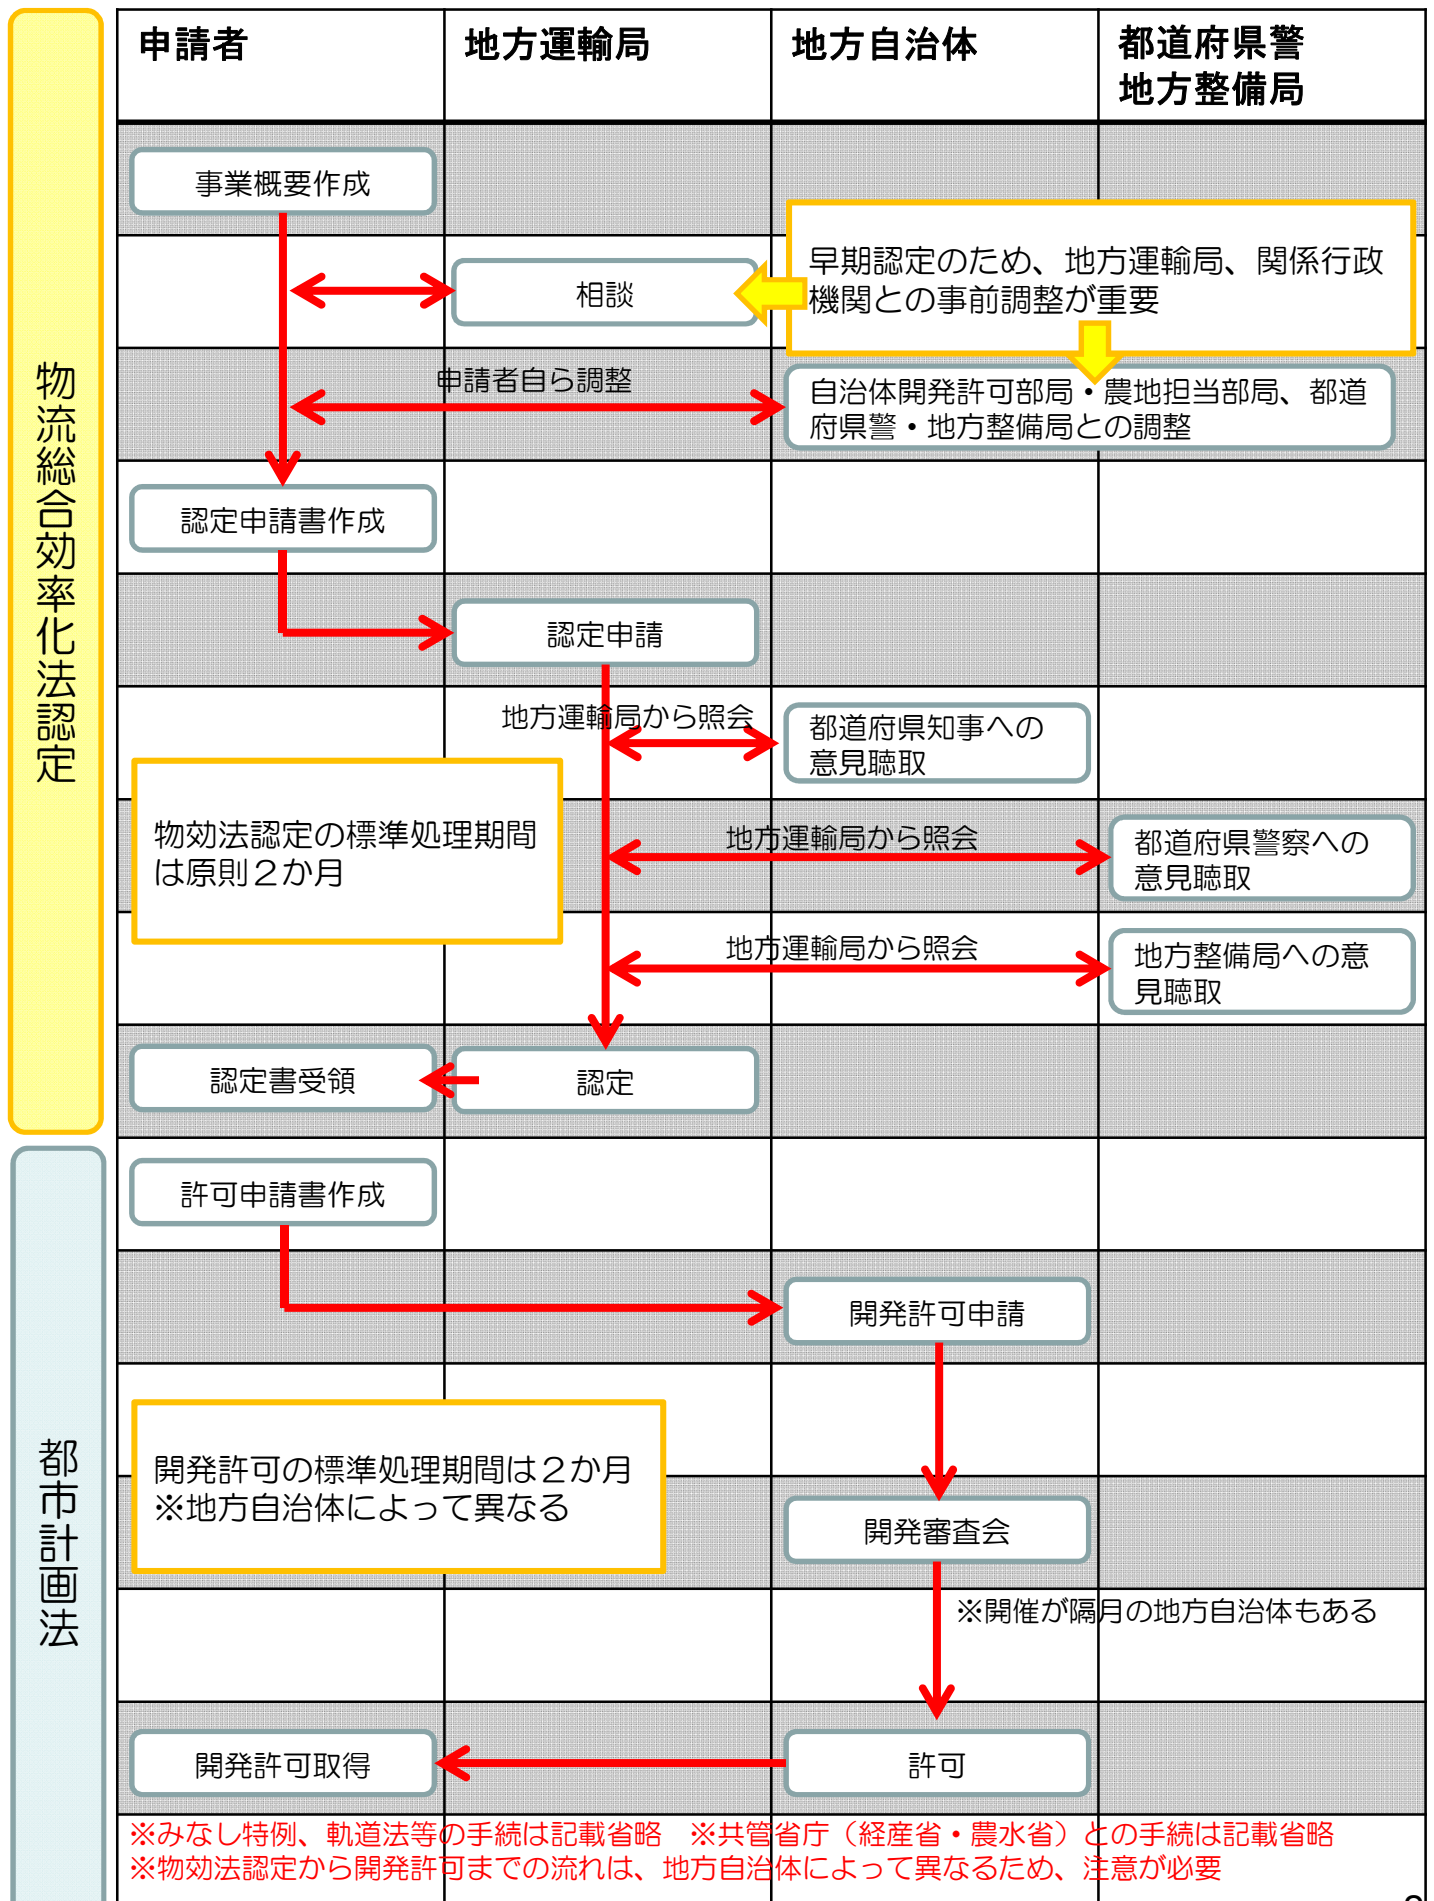 申請者
地方運輸局
地方自治体
都道府県警
地方整備局
物流総合効率化法認定
事業概要作成
早期認定のため、地方運輸局、関係行政
機関との事前調整が重要
相談
申請者自ら調整
自治体開発許可部局・農地担当部局、都道
府県警・地方整備局との調整
認定申請書作成
認定申請
地方運輸局から照会
都道府県知事への
意見聴取
物効法認定の標準処理期間
は原則２か月
地方運輸局から照会
都道府県警察への
意見聴取
地方運輸局から照会
地方整備局への意
見聴取
認定書受領
認定
都市計画法
許可申請書作成
開発許可申請
開発許可の標準処理期間は２か月
※地方自治体によって異なる
開発審査会
※開催が隔月の地方自治体もある
開発許可取得
許可
※みなし特例、軌道法等の手続は記載省略　※共管省庁（経産省・農水省）との手続は記載省略
※物効法認定から開発許可までの流れは、地方自治体によって異なるため、注意が必要